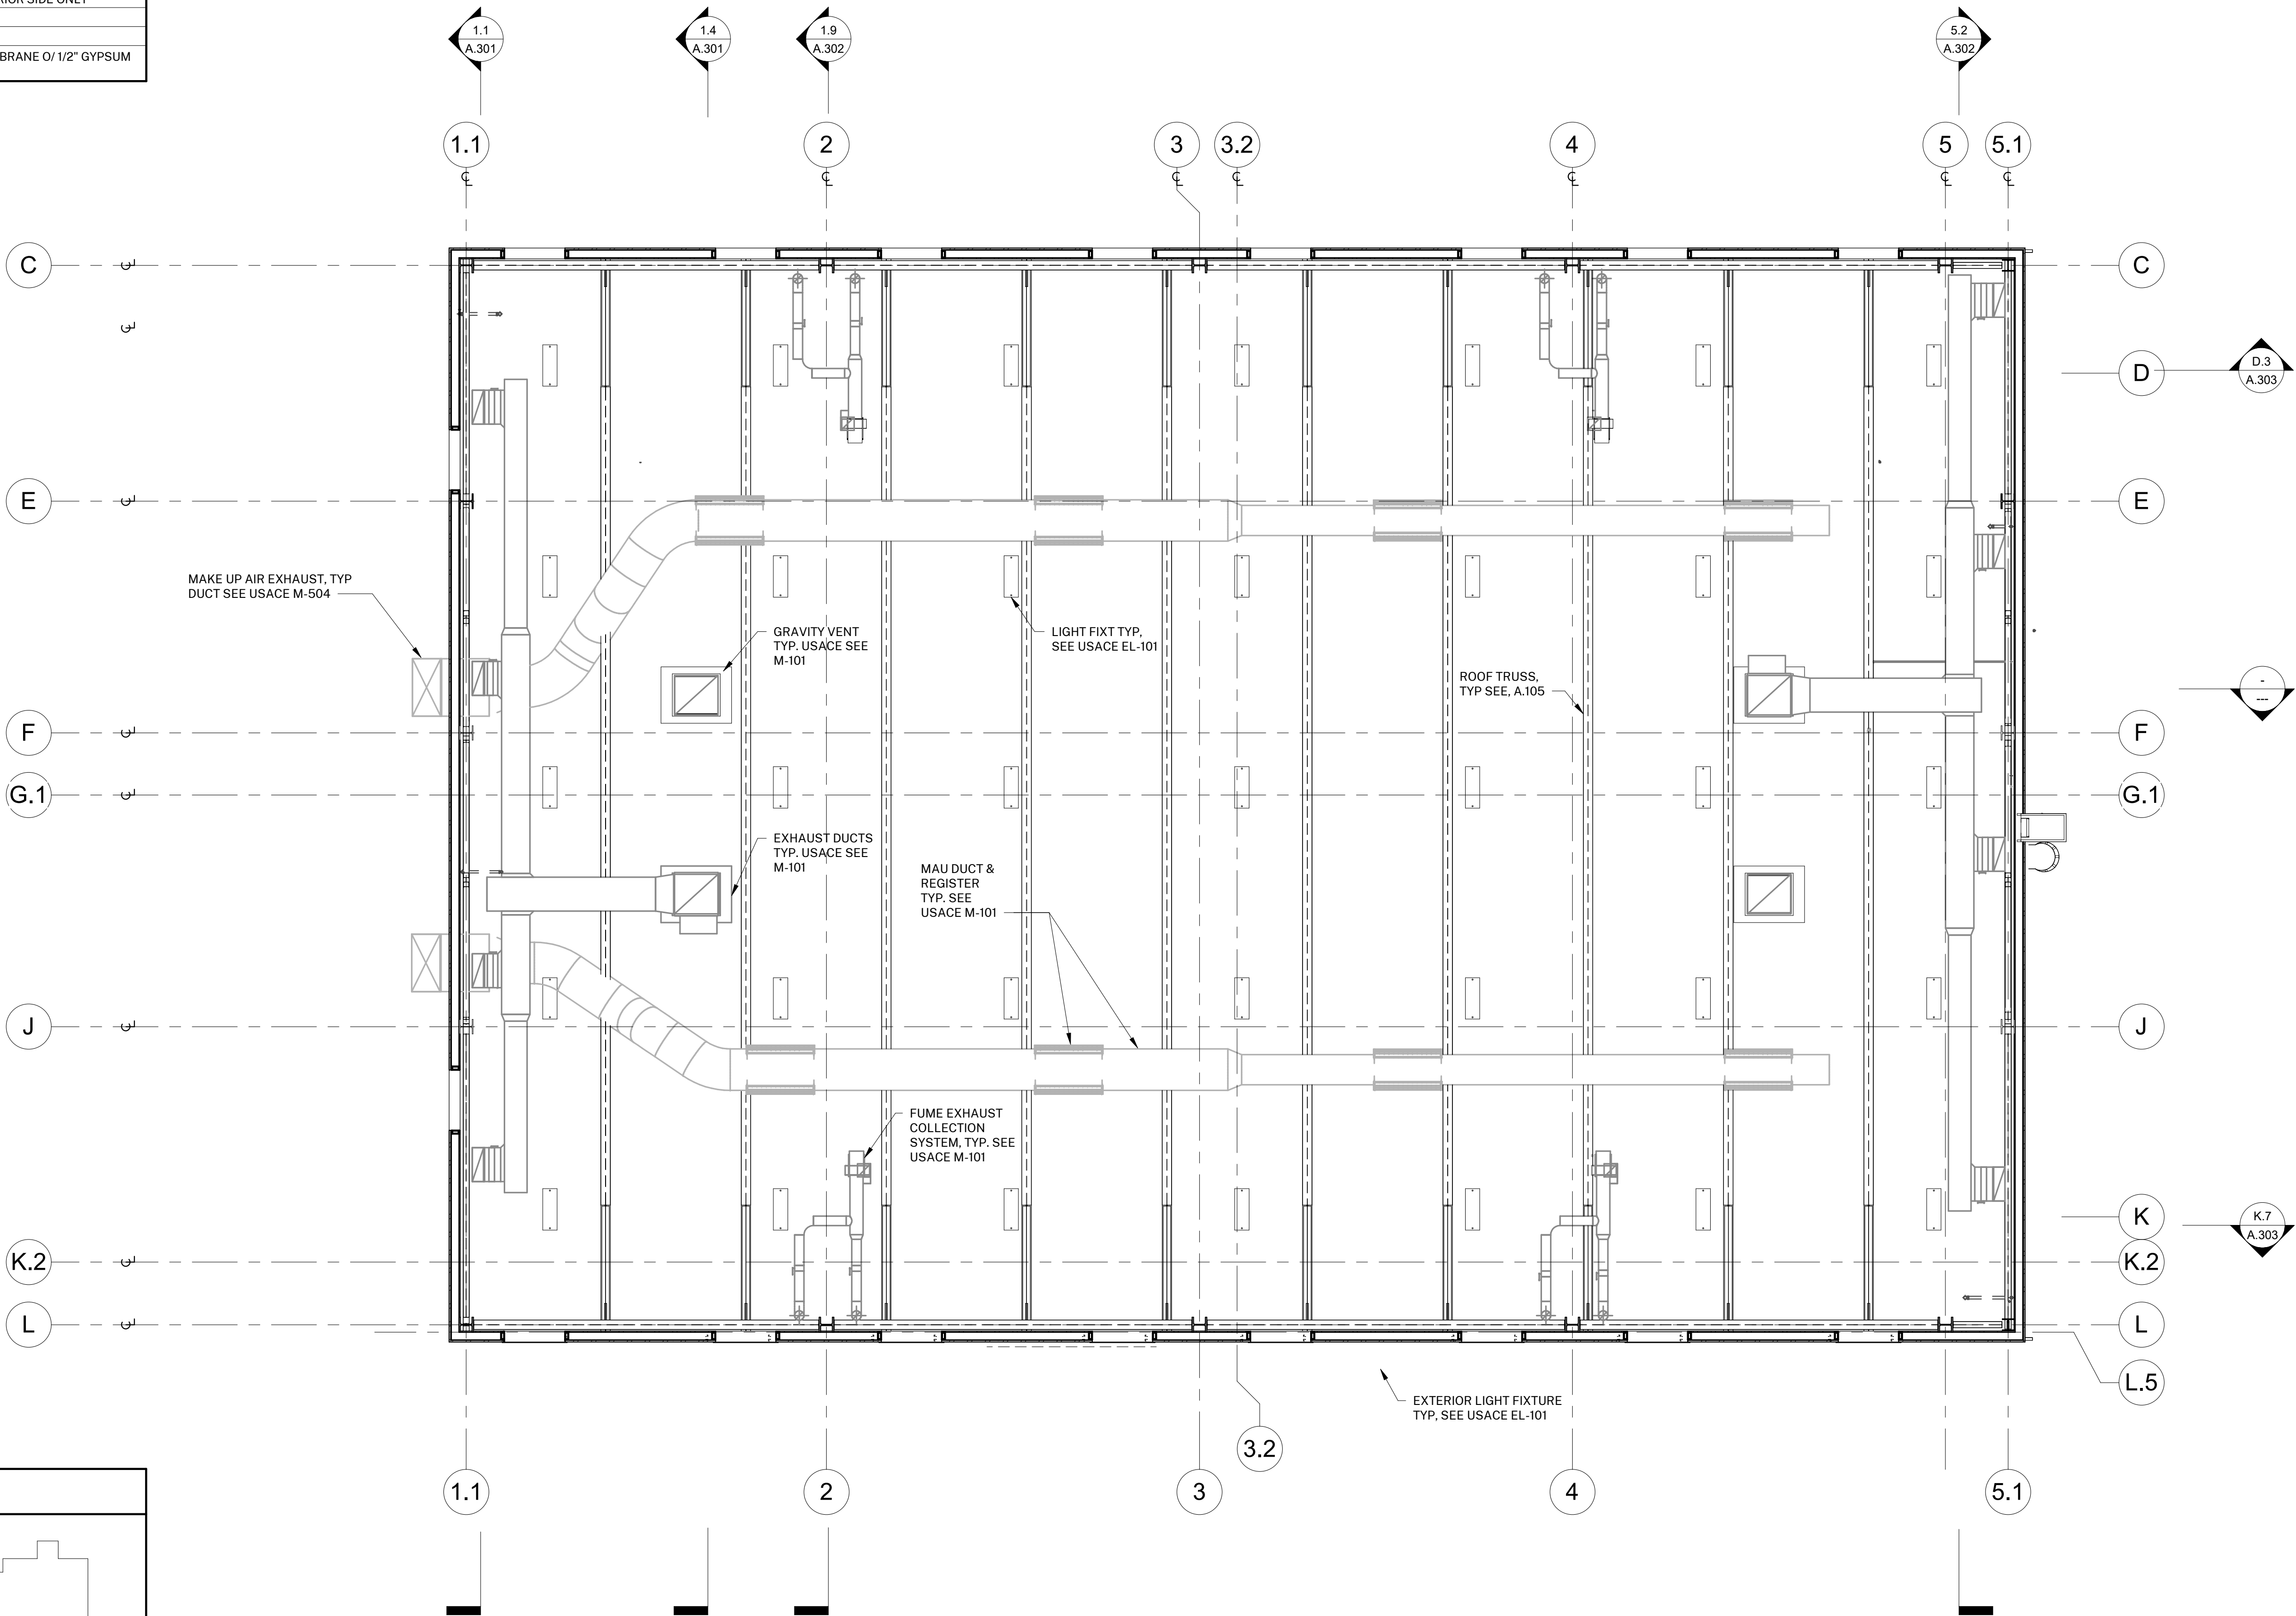 RIOR SIDE ONLY
BRANE O/ 1/2" GYPSUM
1.1
A.301
1.4
A.301
1.9
A.302
5.2
A.302
1.1
2
3
3.2
4
5
5.1
C
C
D
D.3
A.303
E
E
MAKE UP AIR EXHAUST, TYP
DUCT SEE USACE M-504
GRAVITY VENT
TYP. USACE SEE
M-101
LIGHT FIXT TYP,
SEE USACE EL-101
ROOF TRUSS,
TYP SEE, A.105
-
---
F
F
G.1
G.1
EXHAUST DUCTS
TYP. USACE SEE
M-101
MAU DUCT &
REGISTER
TYP. SEE
USACE M-101
J
J
FUME EXHAUST
COLLECTION
SYSTEM, TYP. SEE
USACE M-101
K
K.7
A.303
K.2
K.2
L
L
L.5
EXTERIOR LIGHT FIXTURE
TYP, SEE USACE EL-101
3.2
1.1
2
3
4
5.1